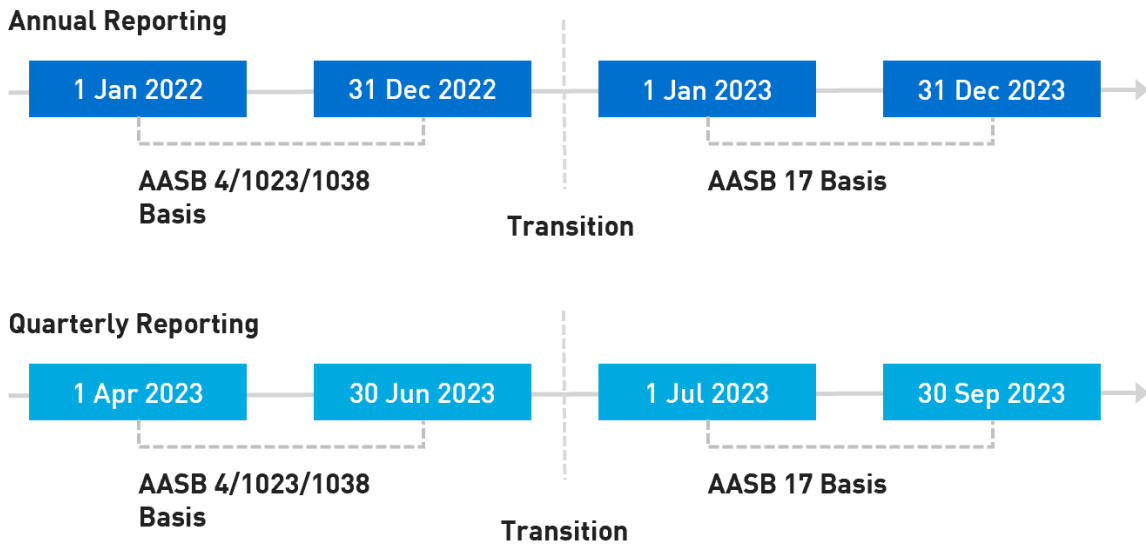 Annual Reporting
1 Jan 2022
31 Dec 2022
1 Jan 2023
31 Dec 2023
AASB 4/1023/1038
Basis
AASB 17 Basis
Transition
Quarterly Reporting
1 Apr 2023
30 Jun 2023
1 Jul 2023
30 Sep 2023
AASB 4/1023/1038
Basis
AASB 17 Basis
Transition